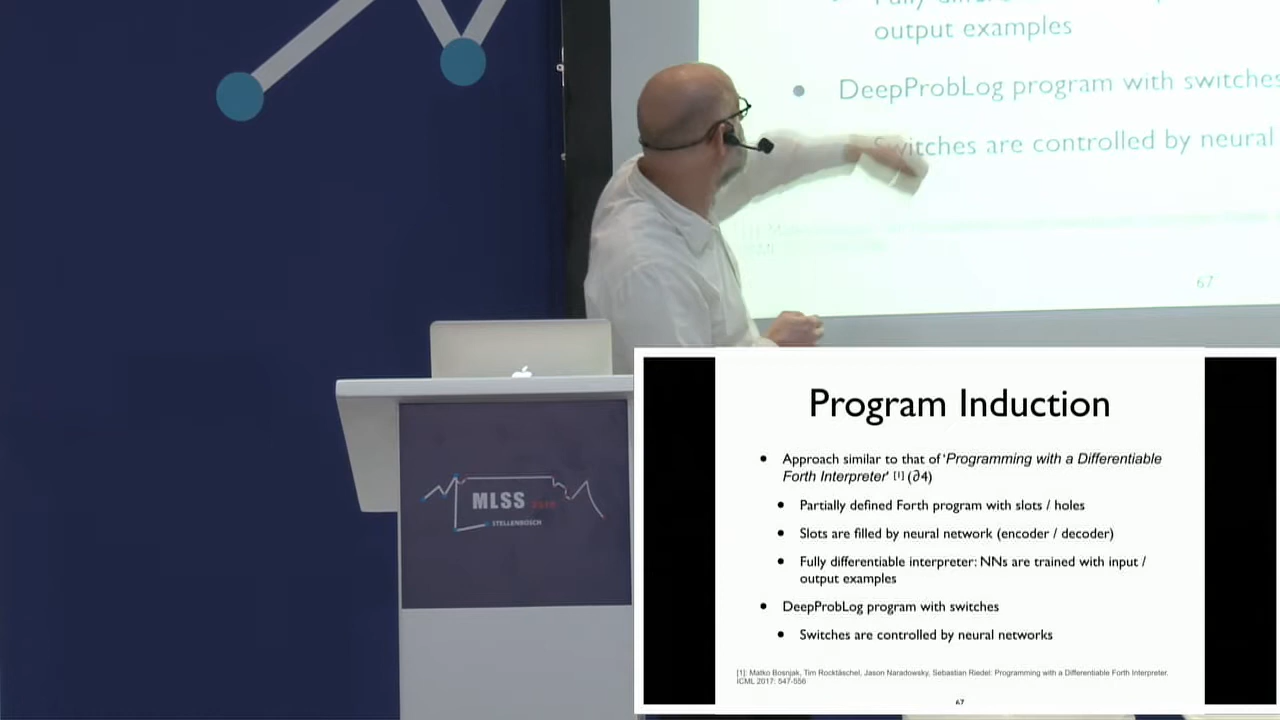 output examples
DeepProbLog program with switches
Switches are controlled by neural
67
MLSS
STELLENBOSCH
Program Induction
• Approach similar to that of 'Programming with a Differentiable
Forth Interpreter' [1] (∂4)
• Partially defined Forth program with slots / holes
• Slots are filled by neural network (encoder / decoder)
• Fully differentiable interpreter: NNs are trained with input /
output examples
• DeepProbLog program with switches
• Switches are controlled by neural networks
[1]: Matko Bosnjak, Tim Rocktäschel, Jason Naradowsky, Sebastian Riedel: Programming with a Differentiable Forth Interpreter.
ICML 2017: 547-556
67